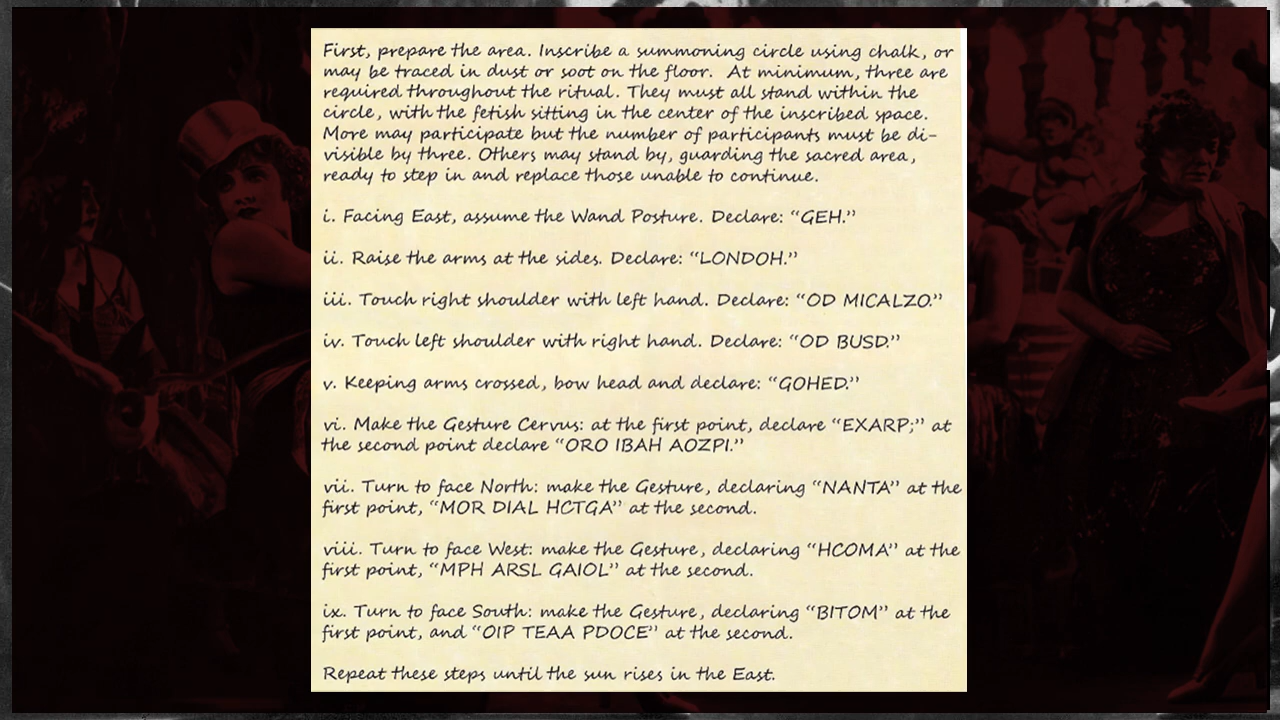 First, prepare the area. Inscribe a summoning circle using chalk, or
may be traced in dust or soot on the floor. At minimum, three are
required throughout the ritual. They must all stand within the
circle, with the fetish sitting in the center of the inscribed space.
More may participate but the number of participants must be di-
visible by three. Others may stand by, guarding the sacred area,
ready to step in and replace those unable to continue.
i. Facing East, assume the Wand Posture. Declare: “GEH.”
ii. Raise the arms at the sides. Declare: “LONDOH.”
iii. Touch right shoulder with left hand. Declare: “OD MICALZO.”
iv. Touch left shoulder with right hand. Declare: “OD BUSD.”
v. Keeping arms crossed, bow head and declare: “GOHED.”
vi. Make the Gesture Cervus: at the first point, declare “EXARP;” at
the second point declare “ORO IBAH AOZPI.”
vii. Turn to face North: make the Gesture, declaring “NANTA” at the
first point, “MOR DIAL HCTGA” at the second.
viii. Turn to face West: make the Gesture, declaring “HCOMA” at the
first point, “MPH ARSL GAIOL” at the second.
ix. Turn to face South: make the Gesture, declaring “BITOM” at the
first point, and “OIP TEAA PDOCE” at the second.
Repeat these steps until the sun rises in the East.